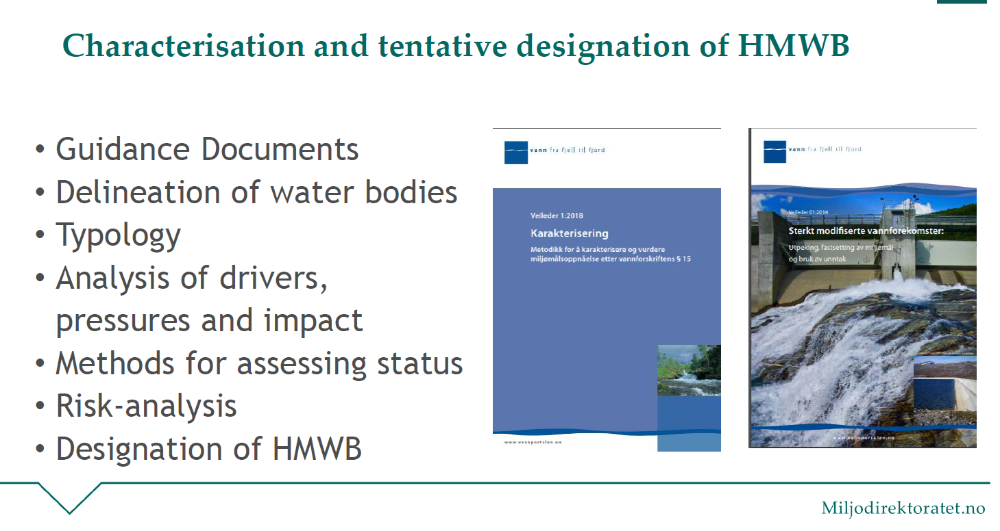 Characterisation and tentative designation of HMWB
• Guidance Documents
• Delineation of water bodies
• Typology
• Analysis of drivers,
pressures and impact
• Methods for assessing status
• Risk-analysis
• Designation of HMWB
vann fra fjell til fjord
Veileder 1:2018
Karakterisering
Metodikk for å karakterisere og vurdere
miljømålsoppnåelse etter vannforskriftens § 15
www.vannportalen.no
vann fra fjell til fjord
Veileder 01:2014
Sterkt modifiserte vannforekomster:
Utpeking, fastsetting av miljømål
og bruk av unntak
www.vannportalen.no
Miljodirektoratet.no